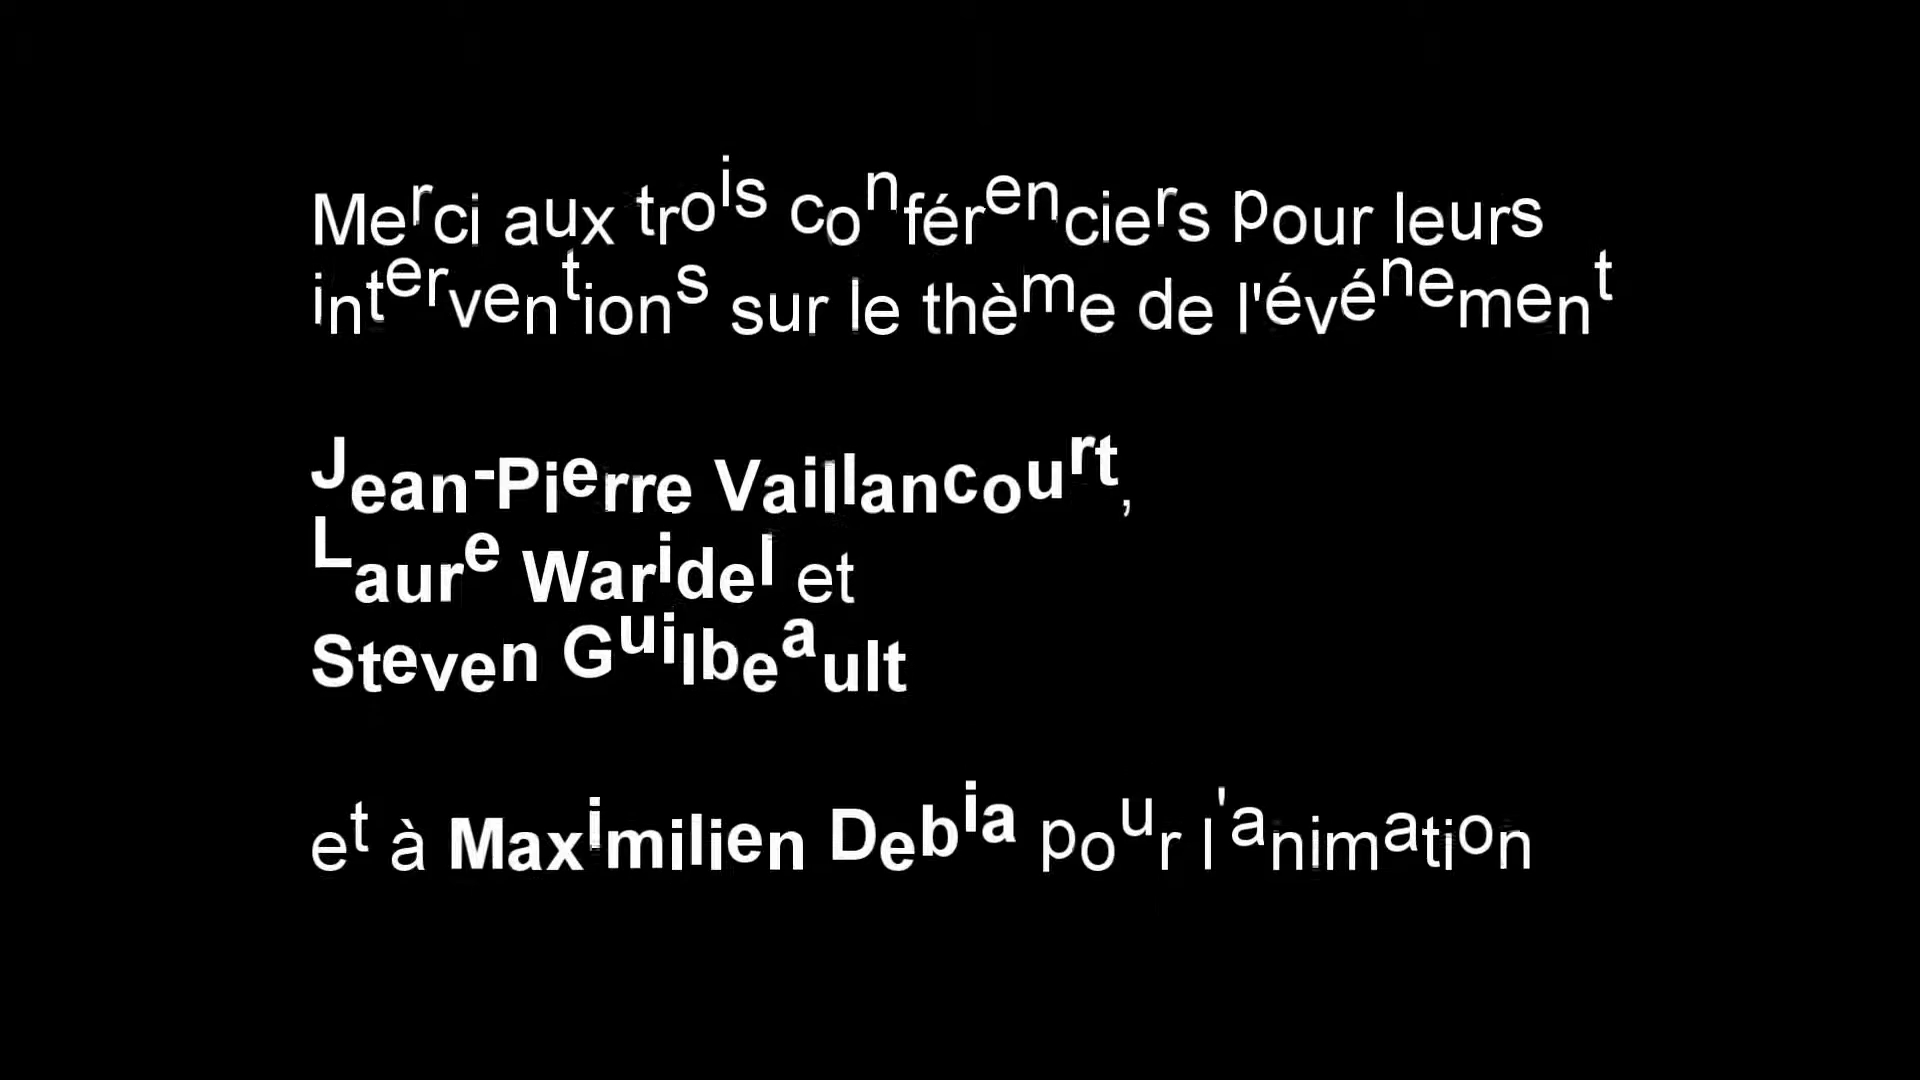 Merci aux trois conférenciers pour leurs
interventions sur le thème de l'événement
Jean-Pierre Vaillancourt,
Laure Waridel et
Steven Guilbeault
et à Maximilien Debia pour l'animation